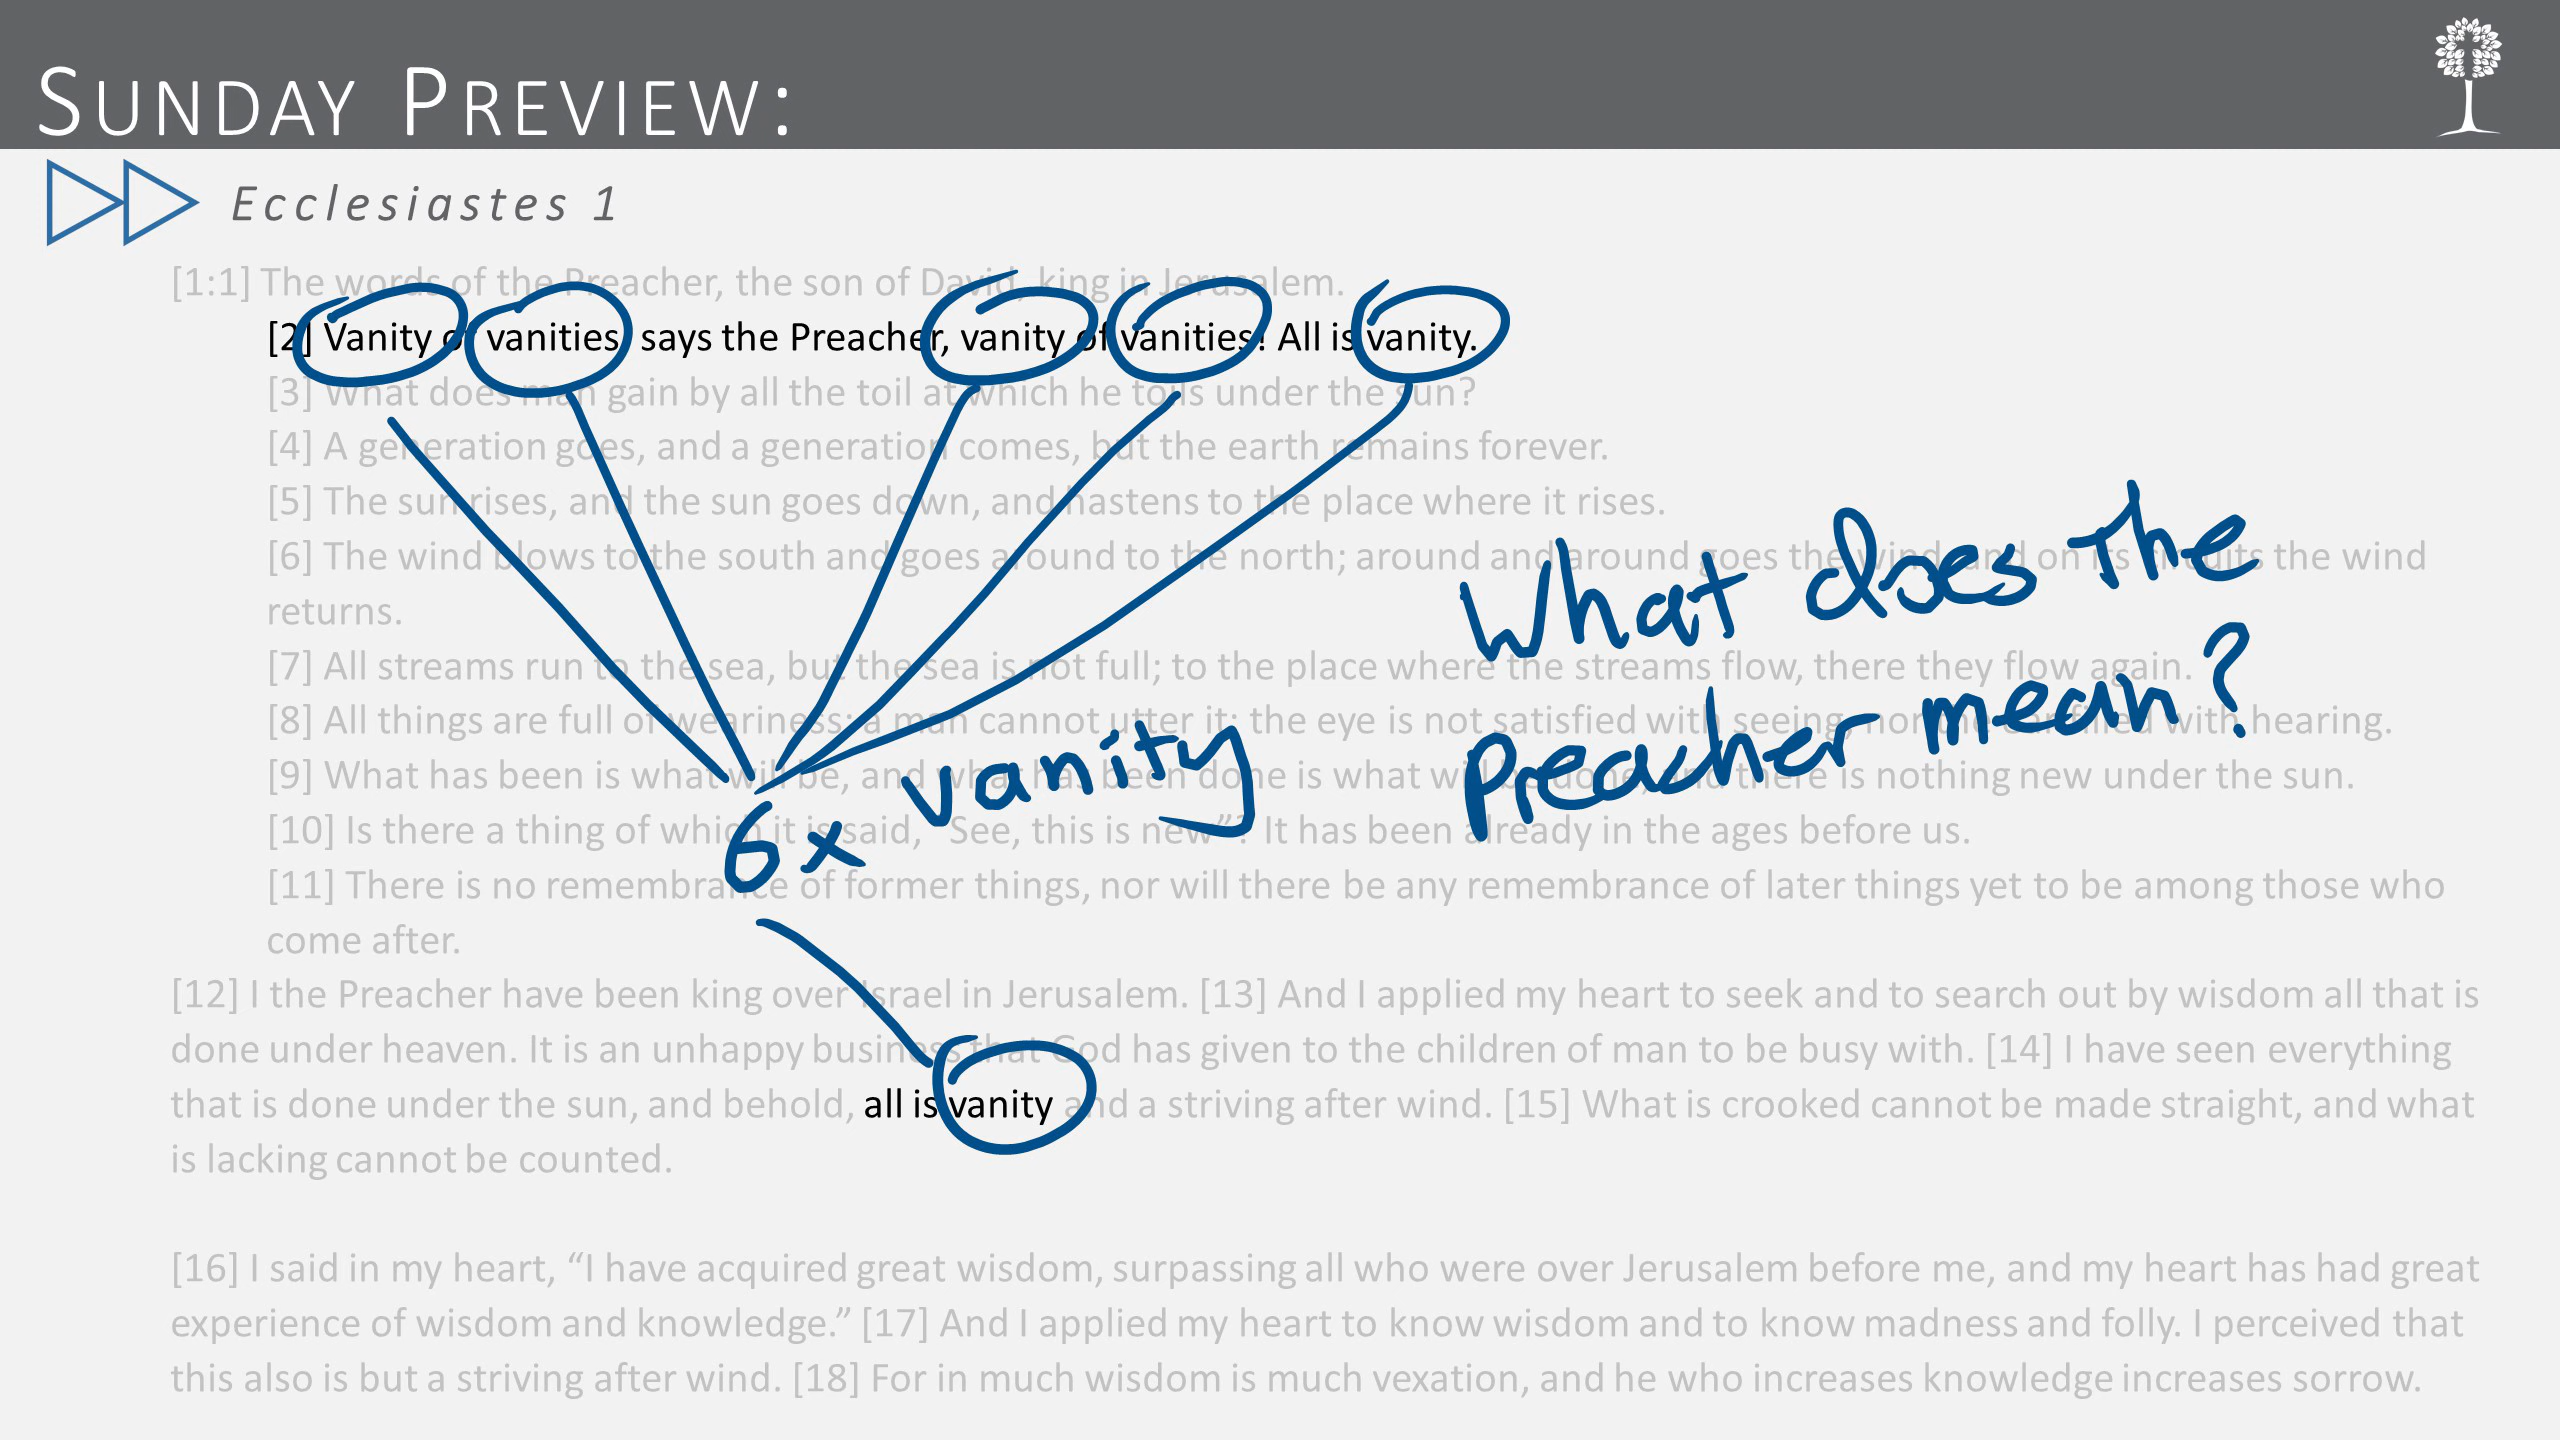 SUNDAY PREVIEW:
Ecclesiastes 1
[1:1] The words of the Preacher, the son of David, king in Jerusalem.
[2] Vanity of vanities, says the Preacher, vanity of vanities! All is vanity.
[3] What does man gain by all the toil at which he toils under the sun?
[4] A generation goes, and a generation comes, but the earth remains forever.
[5] The sun rises, and the sun goes down, and hastens to the place where it rises.
[6] The wind blows to the south and goes around to the north; around and around goes the wind, and on its circuits the wind
returns.
[7] All streams run to the sea, but the sea is not full; to the place where the streams flow, there they flow again.
[8] All things are full of weariness; a man cannot utter it; the eye is not satisfied with seeing, nor the ear filled with hearing.
[9] What has been is what will be, and what has been done is what will be done, and there is nothing new under the sun.
[10] Is there a thing of which it is said, “See, this is new”? It has been already in the ages before us.
[11] There is no remembrance of former things, nor will there be any remembrance of later things yet to be among those who
come after.
[12] I the Preacher have been king over Israel in Jerusalem. [13] And I applied my heart to seek and to search out by wisdom all that is
done under heaven. It is an unhappy business that God has given to the children of man to be busy with. [14] I have seen everything
that is done under the sun, and behold, all is vanity and a striving after wind. [15] What is crooked cannot be made straight, and what
is lacking cannot be counted.
[16] I said in my heart, “I have acquired great wisdom, surpassing all who were over Jerusalem before me, and my heart has had great
experience of wisdom and knowledge.” [17] And I applied my heart to know wisdom and to know madness and folly. I perceived that
this also is but a striving after wind. [18] For in much wisdom is much vexation, and he who increases knowledge increases sorrow.
6x vanity
What does the
Preacher mean?